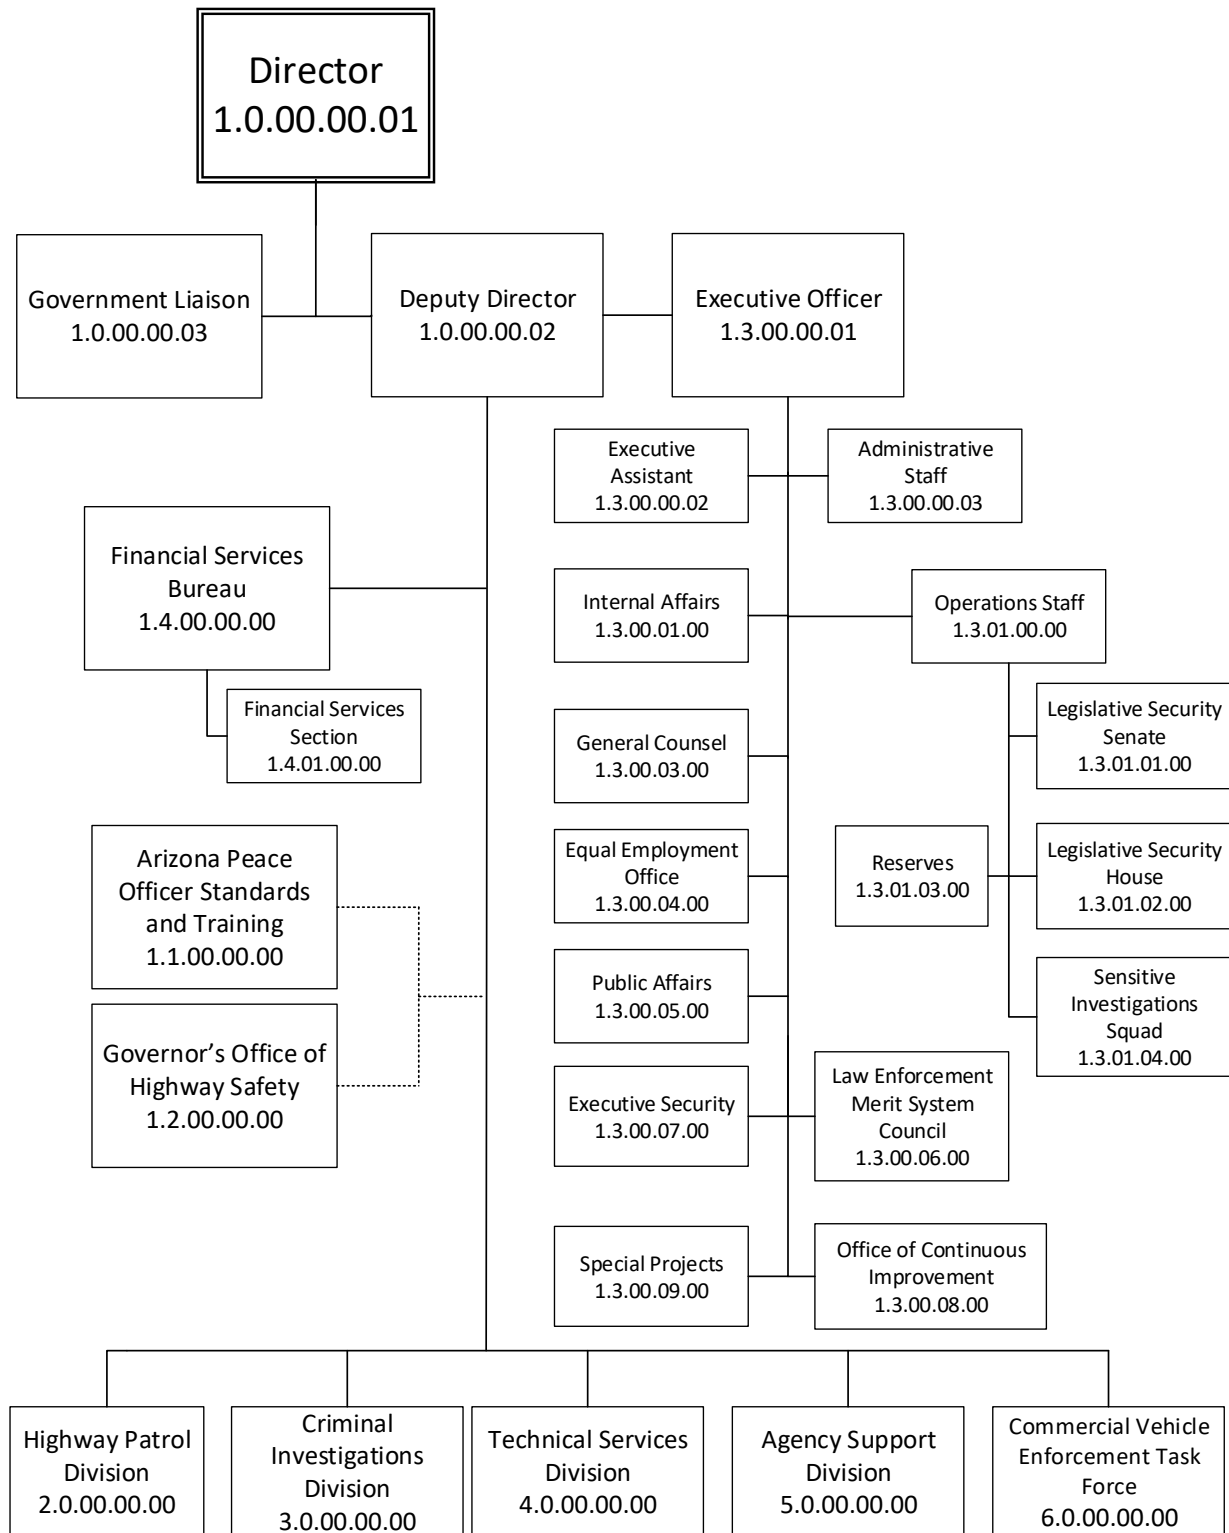 Director
1.0.00.00.01
Government Liaison
1.0.00.00.03
Deputy Director
1.0.00.00.02
Executive Officer
1.3.00.00.01
Executive
Assistant
1.3.00.00.02
Administrative
Staff
1.3.00.00.03
Financial Services
Bureau
1.4.00.00.00
Internal Affairs
1.3.00.01.00
Operations Staff
1.3.01.00.00
Financial Services
Section
1.4.01.00.00
General Counsel
1.3.00.03.00
Legislative Security
Senate
1.3.01.01.00
Arizona Peace
Officer Standards
and Training
1.1.00.00.00
Equal Employment
Office
1.3.00.04.00
Reserves
1.3.01.03.00
Legislative Security
House
1.3.01.02.00
Public Affairs
1.3.00.05.00
Sensitive
Investigations
Squad
1.3.01.04.00
Governor’s Office of
Highway Safety
1.2.00.00.00
Executive Security
1.3.00.07.00
Law Enforcement
Merit System
Council
1.3.00.06.00
Special Projects
1.3.00.09.00
Office of Continuous
Improvement
1.3.00.08.00
Highway Patrol
Division
2.0.00.00.00
Criminal
Investigations
Division
3.0.00.00.00
Technical Services
Division
4.0.00.00.00
Agency Support
Division
5.0.00.00.00
Commercial Vehicle
Enforcement Task
Force
6.0.00.00.00